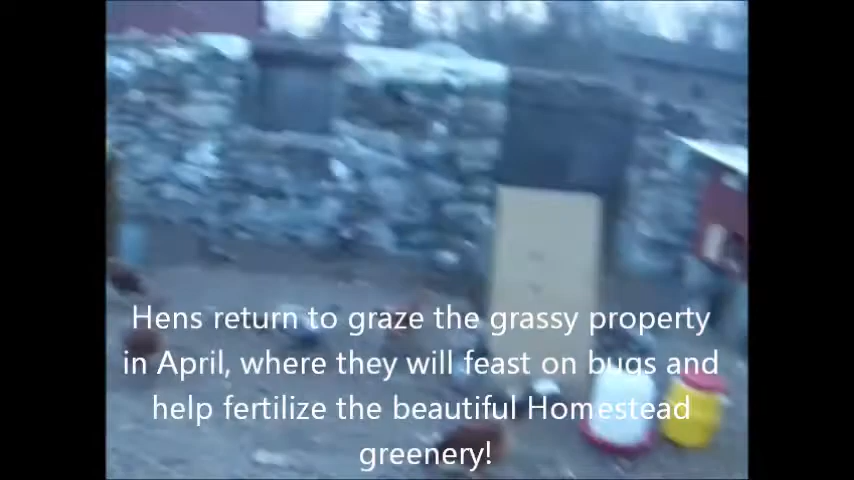 Hens return to graze the grassy property
in April, where they will feast on bugs and
help fertilize the beautiful Homestead
greenery!